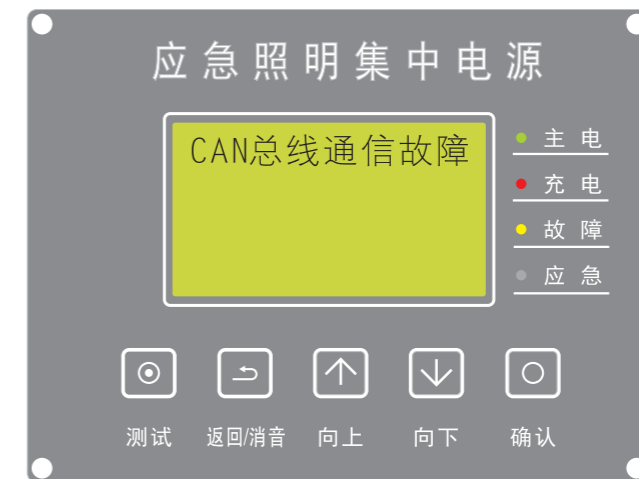 应急照明集中电源
CAN总线通信故障
主电
充电
故障
应急
测试 返回/消音 向上 向下 确认